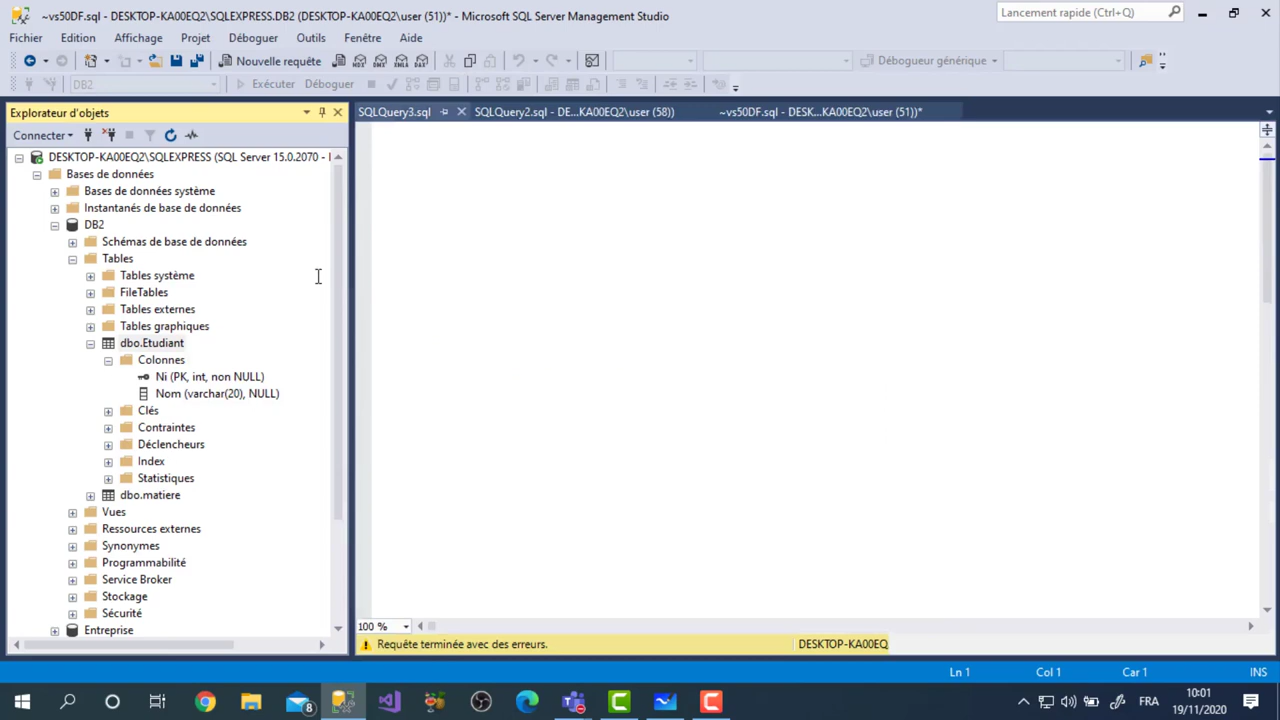 ~vs50DF.sql - DESKTOP-KA00EQ2\SQLEXPRESS.DB2 (DESKTOP-KA00EQ2\user (51))* - Microsoft SQL Server Management Studio
Lancement rapide (Ctrl+Q)
Fichier Edition Affichage Projet Déboguer Outils Fenêtre Aide
Nouvelle requête
MDX DMX XMLA DAX
Débogueur générique
DB2
Exécuter Déboguer
Explorateur d'objets
SQLQuery3.sql
SQLQuery2.sql - DE...KA00EQ2\user (58))
~vs50DF.sql - DESK...KA00EQ2\user (51))*
Connecter
DESKTOP-KA00EQ2\SQLEXPRESS (SQL Server 15.0.2070 -
Bases de données
Bases de données système
Instantanés de base de données
DB2
Schémas de base de données
Tables
Tables système
FileTables
Tables externes
Tables graphiques
dbo.Etudiant
Colonnes
Ni (PK, int, non NULL)
Nom (varchar(20), NULL)
Clés
Contraintes
Déclencheurs
Index
Statistiques
dbo.matiere
Vues
Ressources externes
Synonymes
Programmabilité
Service Broker
Stockage
Sécurité
Entreprise
100 %
Requête terminée avec des erreurs.
DESKTOP-KA00EQ
Ln 1 Col 1 Car 1 INS
8
FRA
10:01
19/11/2020